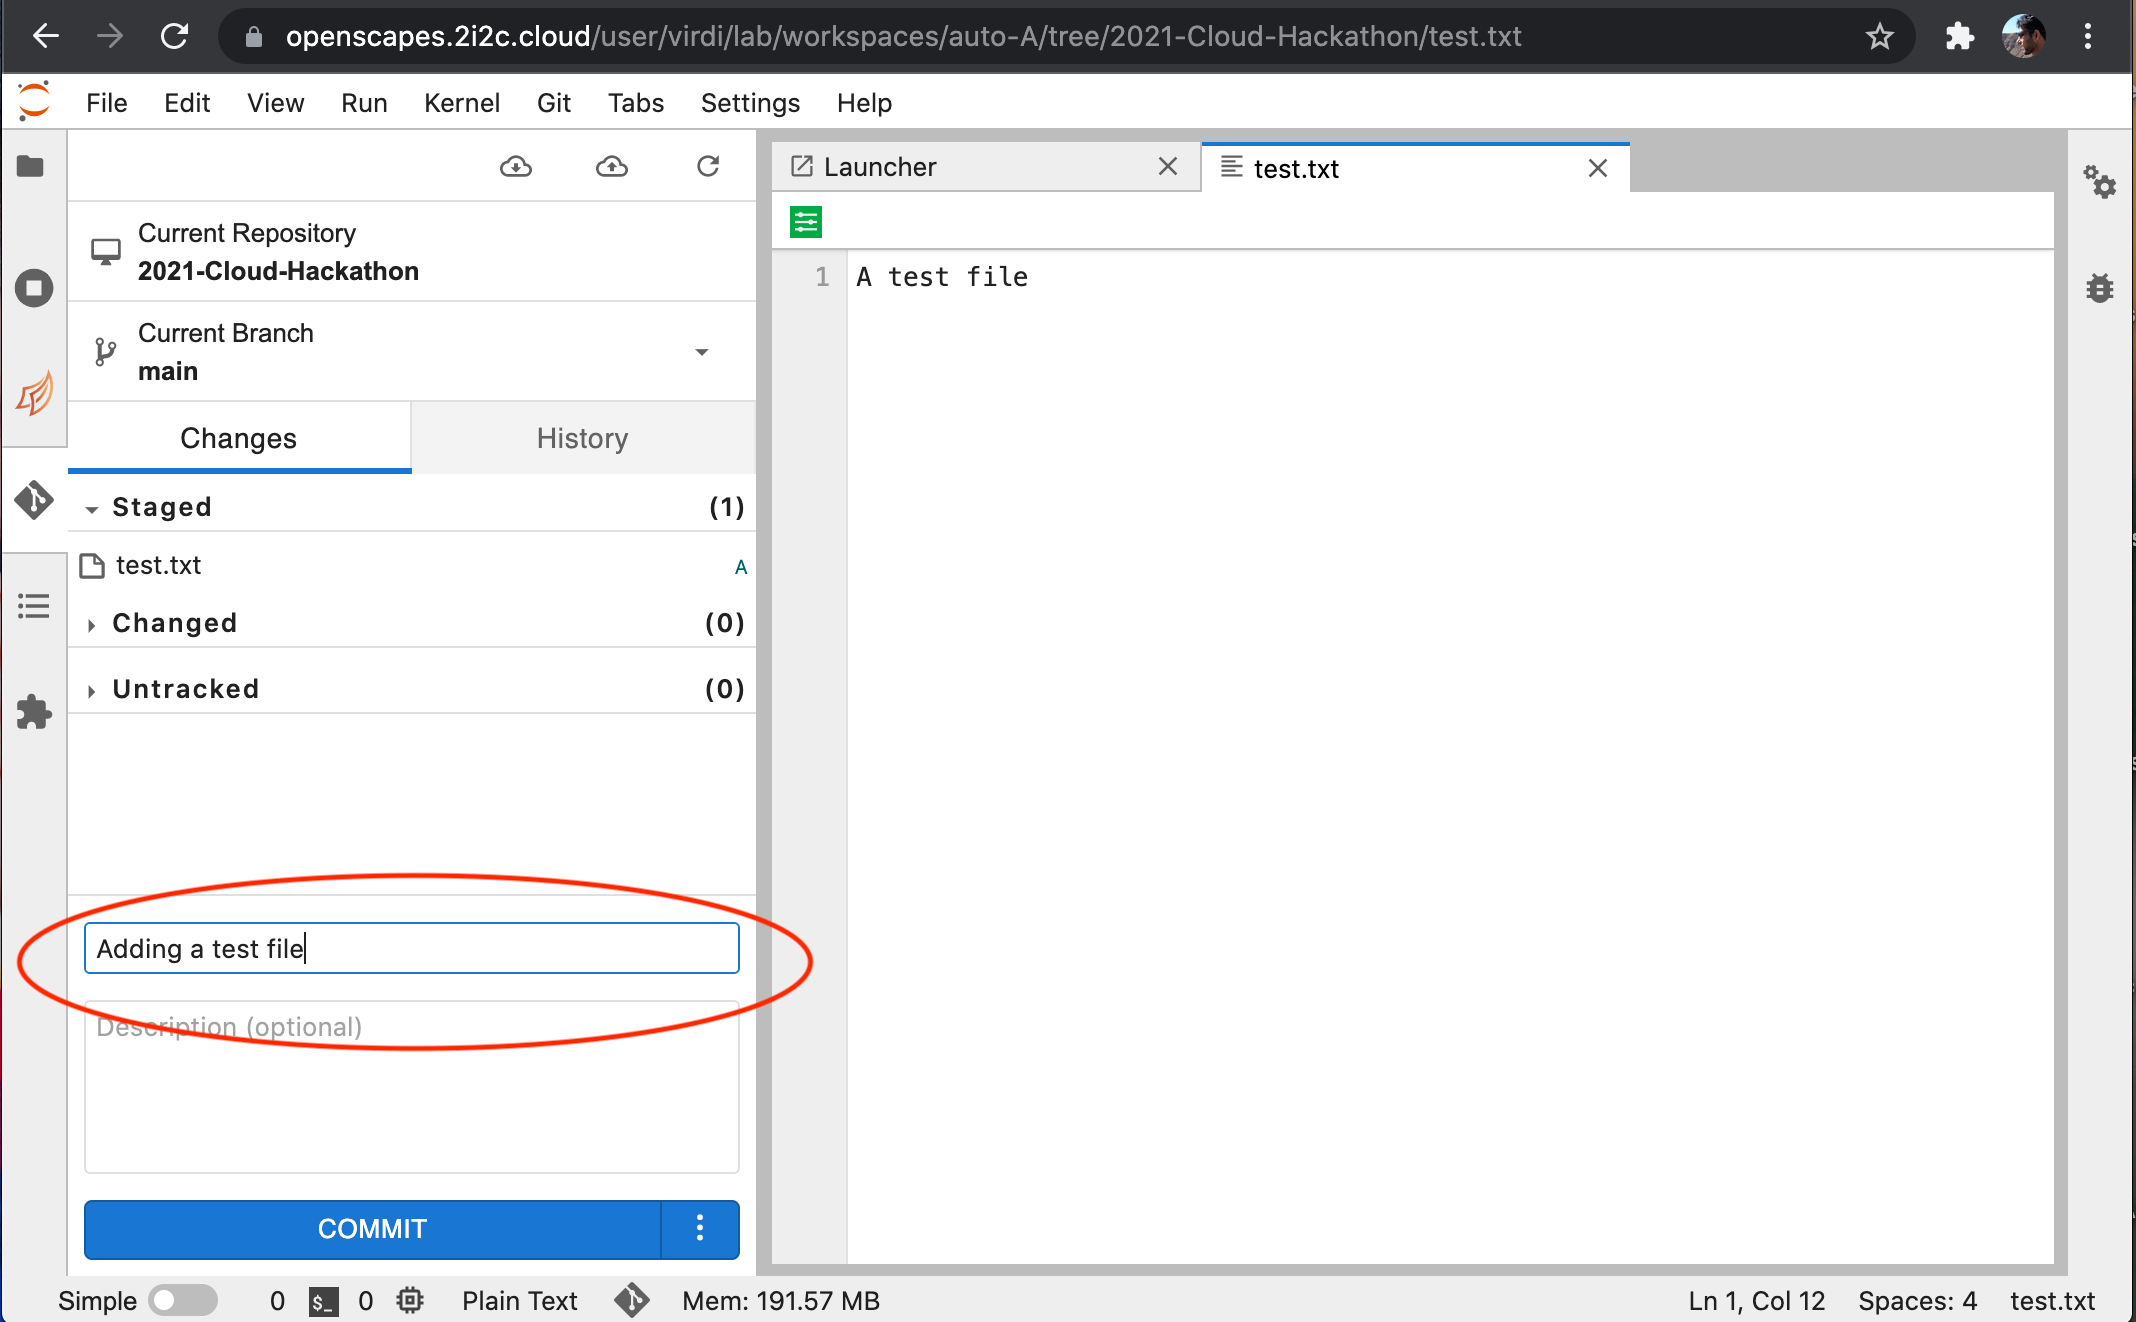 openscapes.2i2c.cloud/user/virdi/lab/workspaces/auto-A/tree/2021-Cloud-Hackathon/test.txt
File Edit View Run Kernel Git Tabs Settings Help
Launcher test.txt
Current Repository
2021-Cloud-Hackathon
Current Branch
main
Changes History
Staged (1)
test.txt A
Changed (0)
Untracked (0)
Adding a test file
Description (optional)
COMMIT
1 A test file
Simple 0 $_ 0 Plain Text Mem: 191.57 MB Ln 1, Col 12 Spaces: 4 test.txt